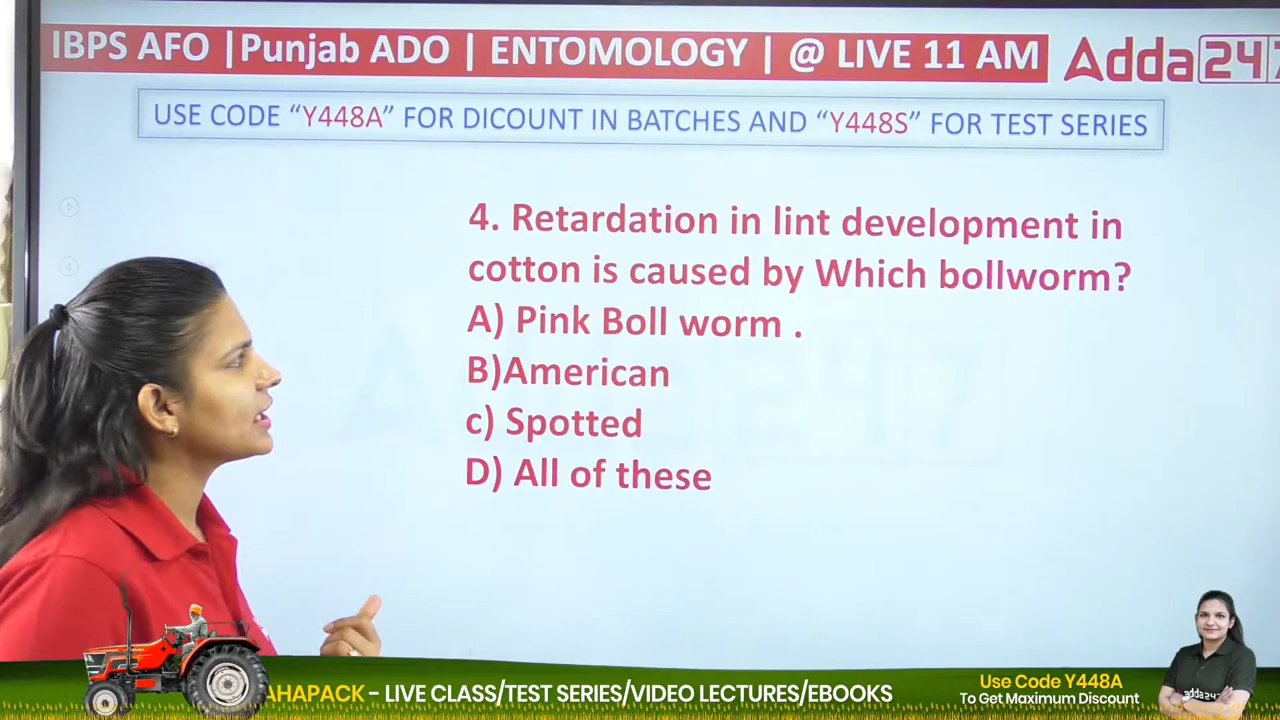 IBPS AFO |Punjab ADO | ENTOMOLOGY | @ LIVE 11 AM
Adda247
USE CODE “Y448A” FOR DICOUNT IN BATCHES AND “Y448S” FOR TEST SERIES
4. Retardation in lint development in
cotton is caused by Which bollworm?
A) Pink Boll worm .
B)American
c) Spotted
D) All of these
AHAPACK - LIVE CLASS/TEST SERIES/VIDEO LECTURES/EBOOKS
Use Code Y448A
To Get Maximum Discount
adda247